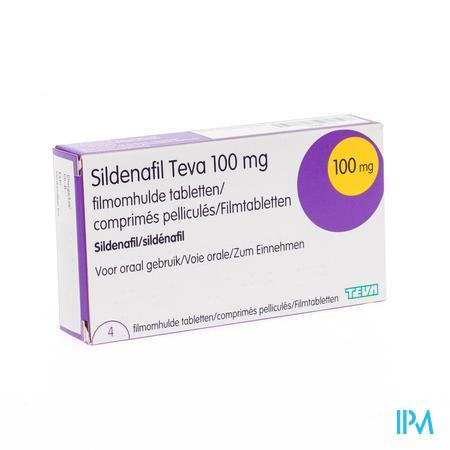 Sildenafil Teva 100 mg
filmomhulde tabletten/
comprimés pelliculés/Filmtabletten
Sildenafil/sildénafil
Voor oraal gebruik/Voie orale/Zum Einnehmen
100 mg
TEVA
4 filmomhulde tabletten/comprimés pelliculés/Filmtabletten
IPM